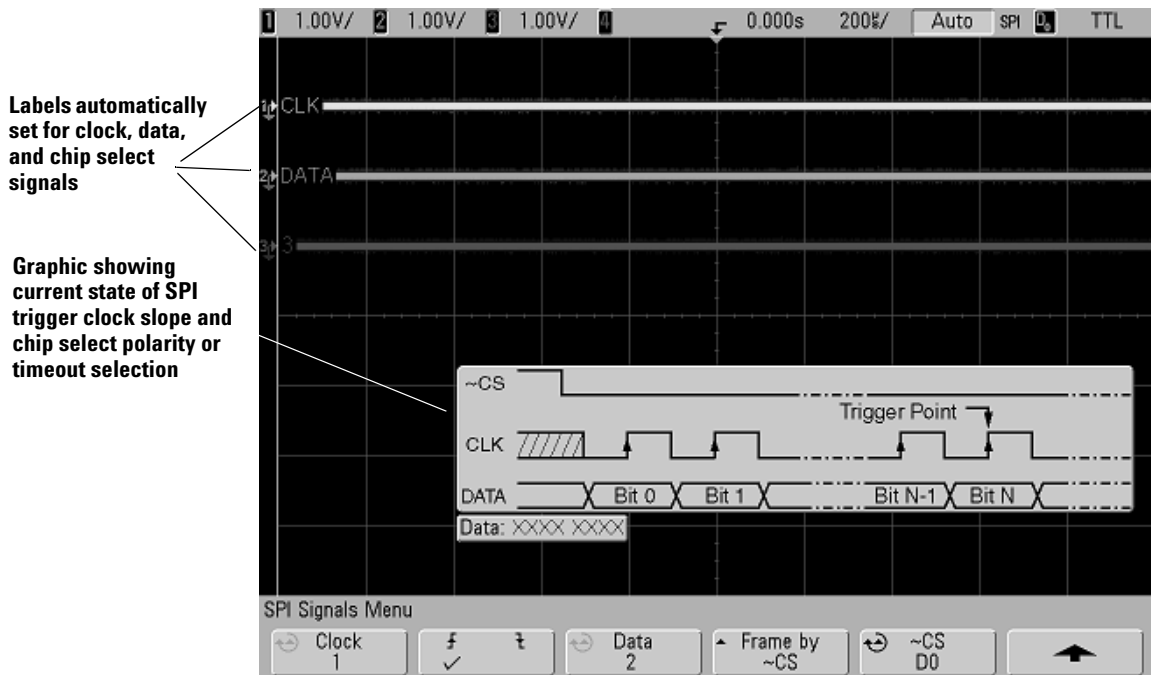 1 1.00V/ 2 1.00V/ 3 1.00V/ 4 0.000s 200㎲/ Auto SPI D0 TTL
Labels automatically
set for clock, data,
and chip select
signals
1 CLK
2 DATA
3 3
Graphic showing
current state of SPI
trigger clock slope and
chip select polarity or
timeout selection
~CS
Trigger Point
CLK
DATA Bit 0 Bit 1 Bit N-1 Bit N
Data: XXXX XXXX
SPI Signals Menu
Clock
1
✓
Data
2
Frame by
~CS
~CS
D0